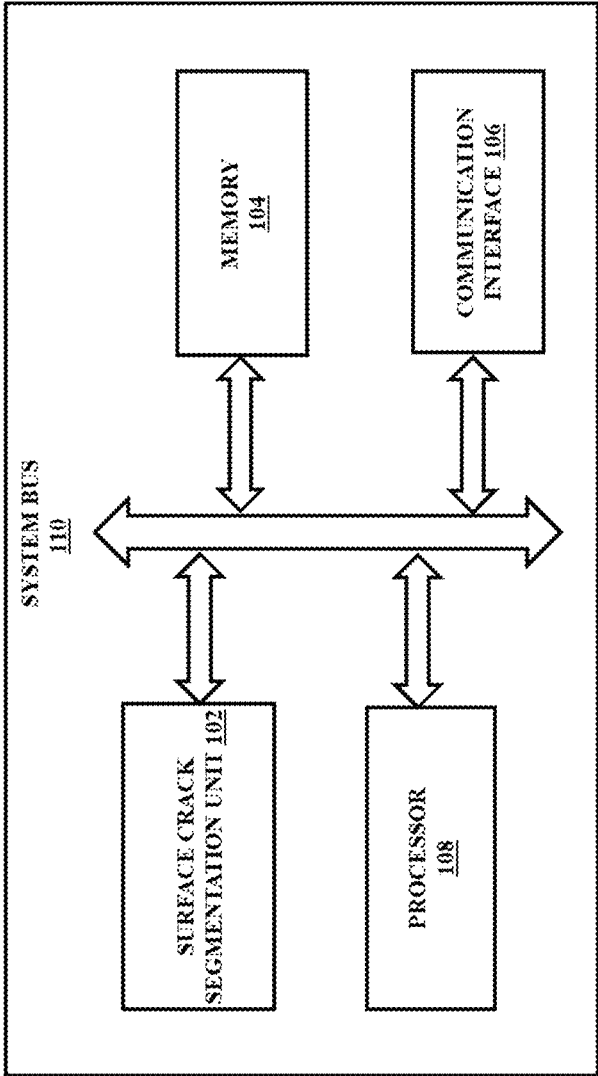 SYSTEM BUS
110
SURFACE CRACK
SEGMENTATION UNIT 102
MEMORY
104
PROCESSOR
108
COMMUNICATION
INTERFACE 106